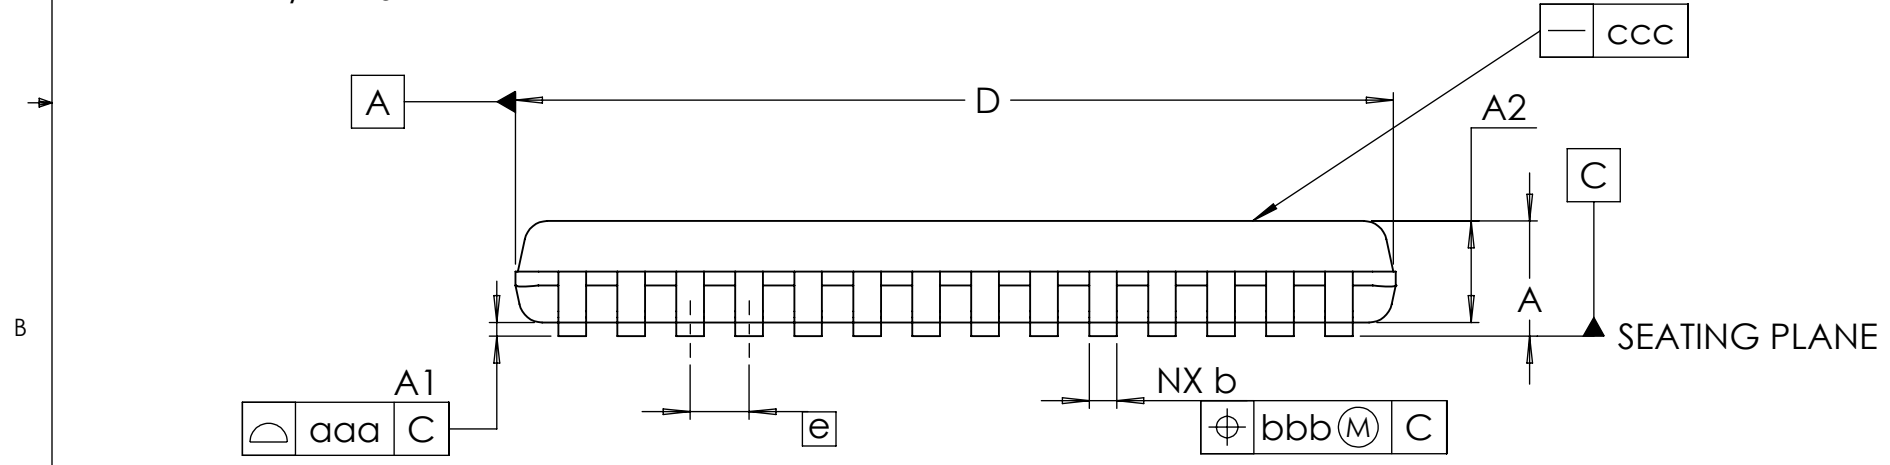 ccc
A
D
A2
C
A
B
SEATING PLANE
A1
NX b
aaa C
e
bbb Ⓜ C